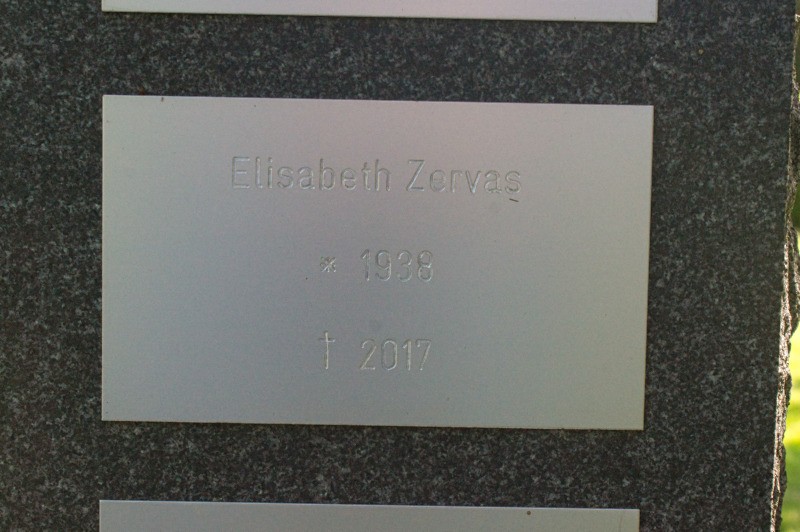 Elisabeth Zervas
* 1938
† 2017